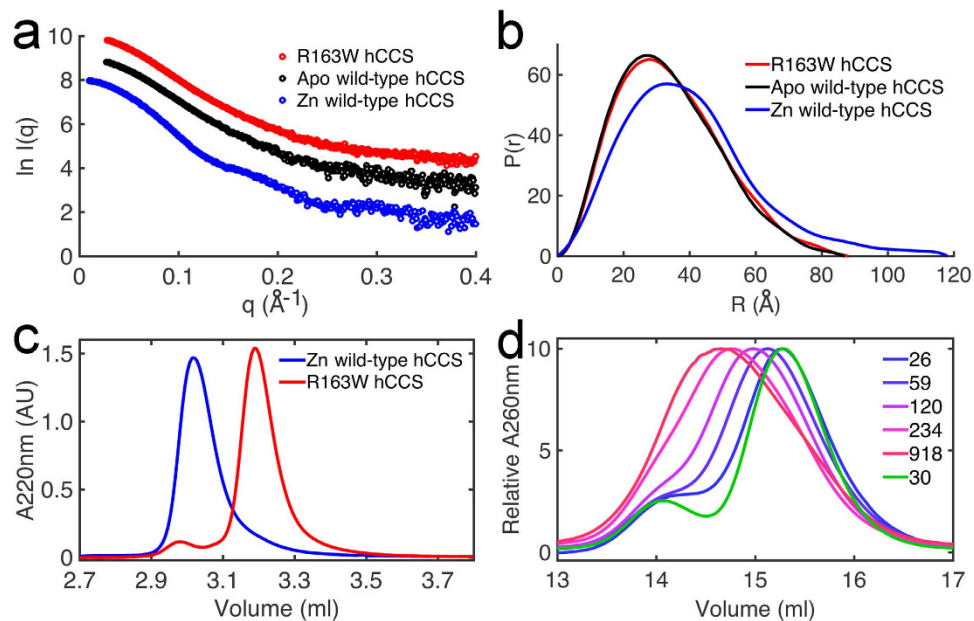 a
R163W hCCS
Apo wild-type hCCS
Zn wild-type hCCS
10
8
6
4
2
0
ln I(q)
0
0.1
0.2
0.3
0.4
q (Å-1)
b
R163W hCCS
Apo wild-type hCCS
Zn wild-type hCCS
60
40
20
0
P(r)
0
20
40
60
80
100
120
R (Å)
c
Zn wild-type hCCS
R163W hCCS
1.5
1.0
0.5
0
A220nm (AU)
2.7
2.9
3.1
3.3
3.5
3.7
Volume (ml)
d
26
59
120
234
918
30
10
5
0
Relative A260nm
13
14
15
16
17
Volume (ml)